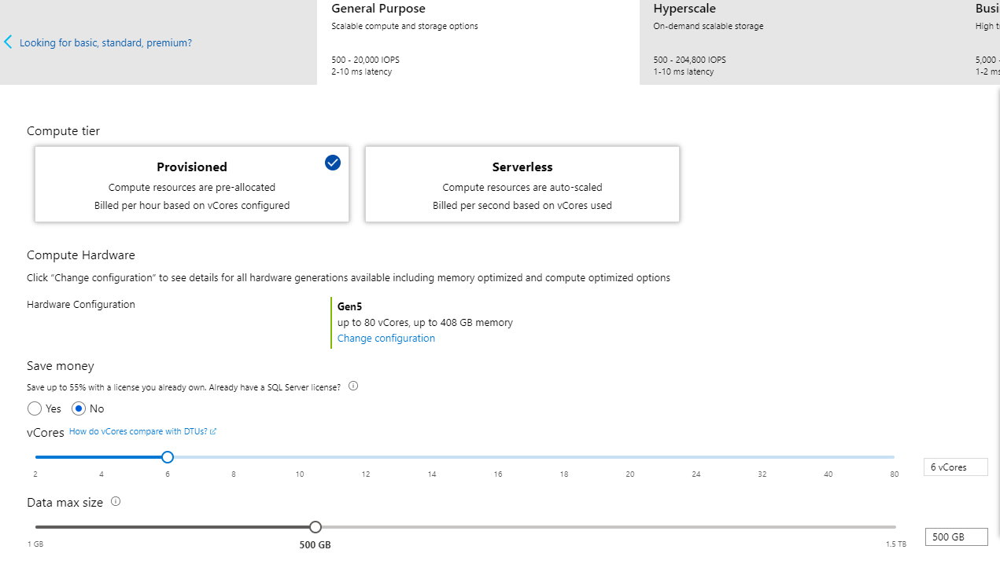 Looking for basic, standard, premium?
General Purpose
Scalable compute and storage options
500 - 20,000 IOPS
2-10 ms latency
Hyperscale
On-demand scalable storage
500 - 204,800 IOPS
1-10 ms latency
Busi
High t
5,000 -
1-2 ms
Compute tier
Provisioned
Compute resources are pre-allocated
Billed per hour based on vCores configured
Serverless
Compute resources are auto-scaled
Billed per second based on vCores used
Compute Hardware
Click “Change configuration” to see details for all hardware generations available including memory optimized and compute optimized options
Hardware Configuration
Gen5
up to 80 vCores, up to 408 GB memory
Change configuration
Save money
Save up to 55% with a license you already own. Already have a SQL Server license?
Yes No
vCores How do vCores compare with DTUs?
2 4 6 8 10 12 14 16 18 20 24 32 40 80
6 vCores
Data max size
1 GB 500 GB 1.5 TB
500 GB